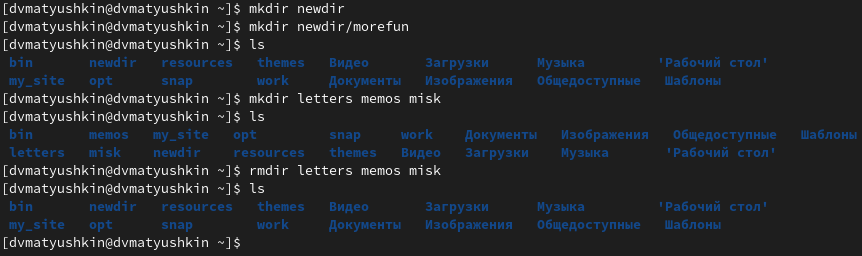 [dvmatyushkin@dvmatyushkin ~]$ mkdir newdir
[dvmatyushkin@dvmatyushkin ~]$ mkdir newdir/morefun
[dvmatyushkin@dvmatyushkin ~]$ ls
bin newdir resources themes Видео Загрузки Музыка 'Рабочий стол'
my_site opt snap work Документы Изображения Общедоступные Шаблоны
[dvmatyushkin@dvmatyushkin ~]$ mkdir letters memos misk
[dvmatyushkin@dvmatyushkin ~]$ ls
bin memos my_site opt snap work Документы Изображения Общедоступные Шаблоны
letters misk newdir resources themes Видео Загрузки Музыка 'Рабочий стол'
[dvmatyushkin@dvmatyushkin ~]$ rmdir letters memos misk
[dvmatyushkin@dvmatyushkin ~]$ ls
bin newdir resources themes Видео Загрузки Музыка 'Рабочий стол'
my_site opt snap work Документы Изображения Общедоступные Шаблоны
[dvmatyushkin@dvmatyushkin ~]$